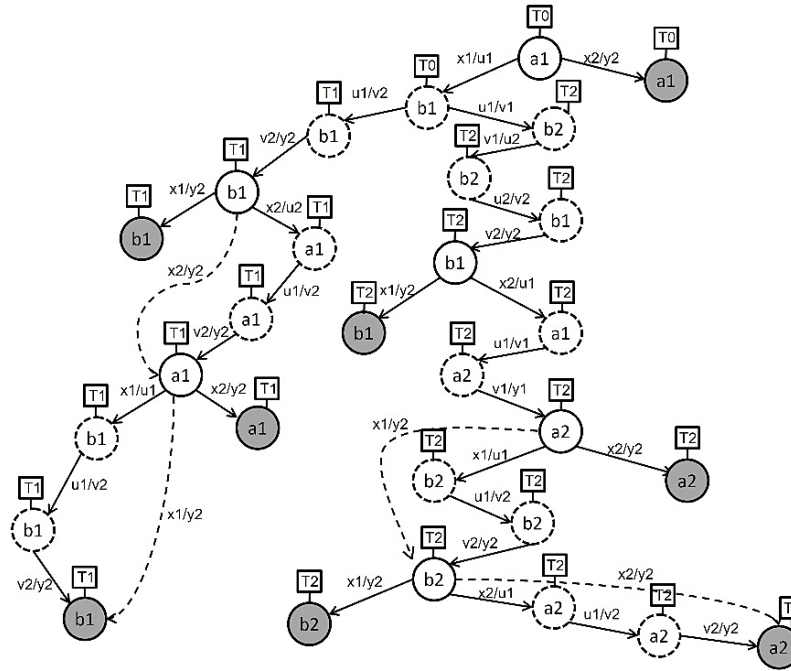 T0
T0
a1
x1/u1
x2/y2
a1
T0
b1
u1/v2
u1/v1
T1
b1
T2
b2
v2/y2
v1/u2
T2
b2
T1
b1
x1/y2
x2/u2
T1
b1
T1
a1
u2/v2
T2
b1
v2/y2
T2
b1
x2/y2
u1/v2
T1
a1
x1/y2
x2/u1
T2
b1
T2
a1
v2/y2
u1/v1
T1
a1
T2
a2
v1/y1
x1/u1
x2/y2
T1
a1
T2
a2
x1/y2
x1/u1
x2/y2
T1
b1
T2
b2
T2
a2
u1/v2
u1/v2
T1
b1
T2
b2
x1/y2
v2/y2
v2/y2
T1
b1
T2
b2
x1/y2
x2/u1
x2/y2
T2
b2
T2
a2
u1/v2
T2
a2
v2/y2
a2